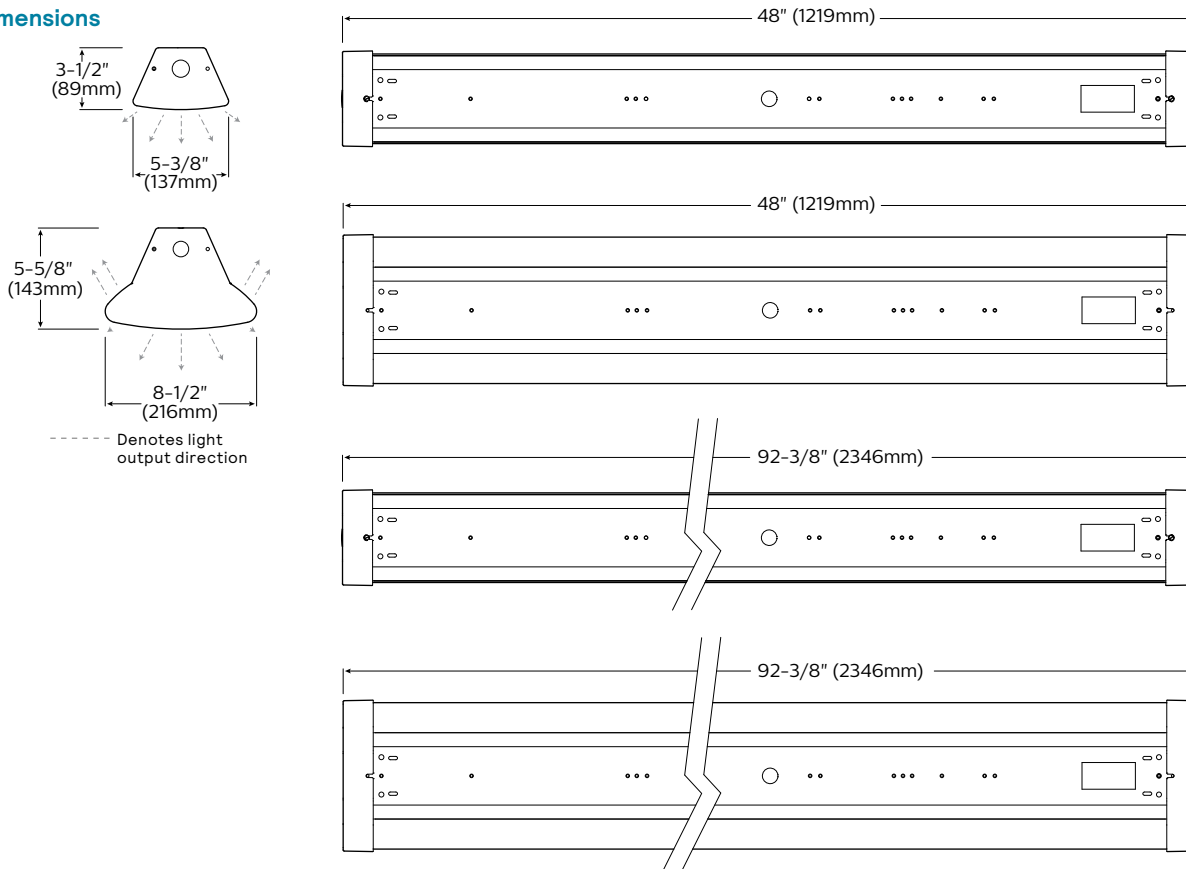 mensions
48" (1219mm)
3-1/2"
(89mm)
5-3/8"
(137mm)
48" (1219mm)
5-5/8"
(143mm)
8-1/2"
(216mm)
Denotes light
output direction
92-3/8" (2346mm)
92-3/8" (2346mm)